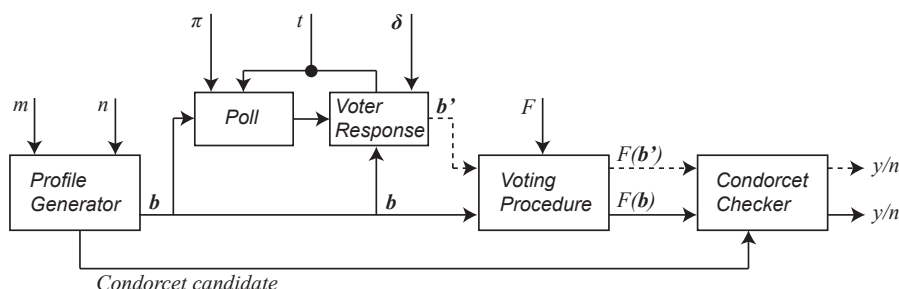 π
t
δ
m
n
Poll
Voter
Response
b'
F
Profile
Generator
b
b
Voting
Procedure
F(b')
F(b)
Condorcet
Checker
y/n
y/n
Condorcet candidate